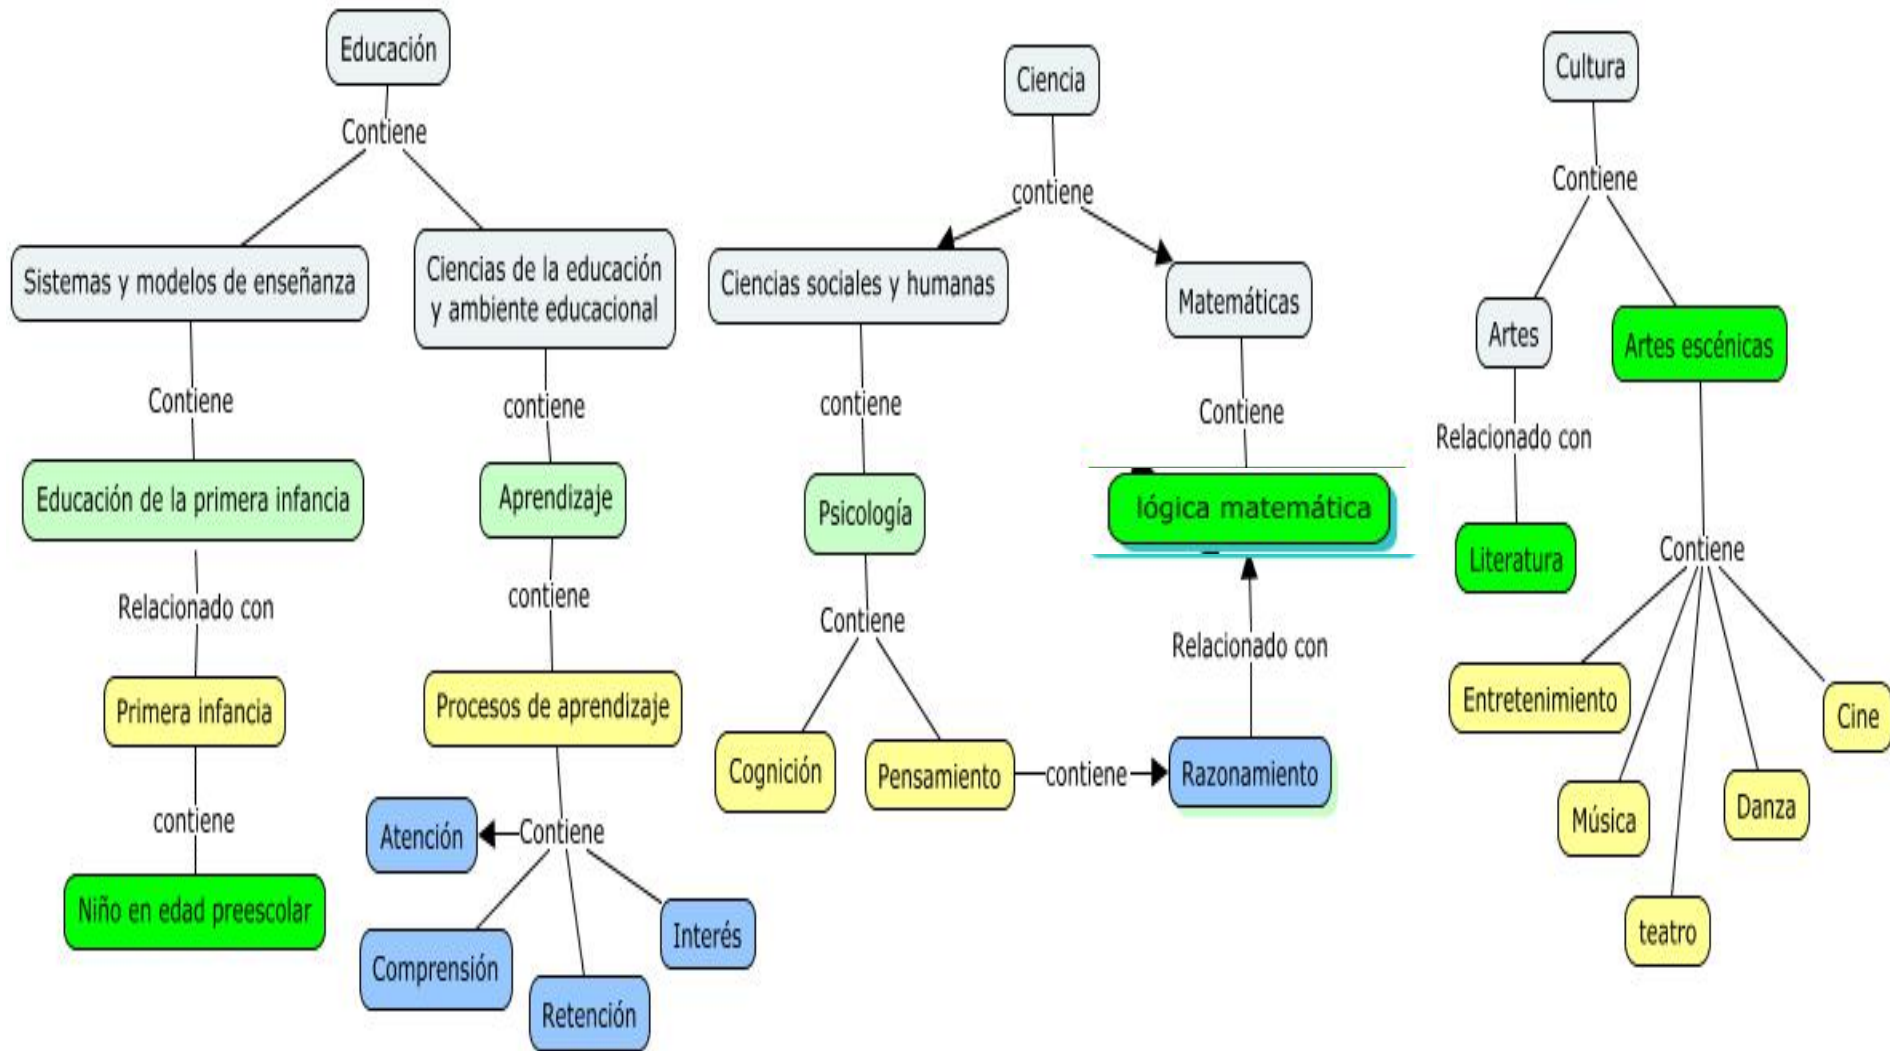 Educación
Contiene
Sistemas y modelos de enseñanza
Ciencias de la educación
y ambiente educacional
Contiene
contiene
Educación de la primera infancia
Aprendizaje
Relacionado con
contiene
Primera infancia
Procesos de aprendizaje
contiene
Contiene
Niño en edad preescolar
Atención
Comprensión
Retención
Interés
Ciencia
contiene
Ciencias sociales y humanas
Matemáticas
contiene
Contiene
Psicología
lógica matemática
Contiene
Relacionado con
Cognición
Pensamiento
contiene
Razonamiento
Cultura
Contiene
Artes
Artes escénicas
Relacionado con
Literatura
Contiene
Entretenimiento
Música
teatro
Danza
Cine